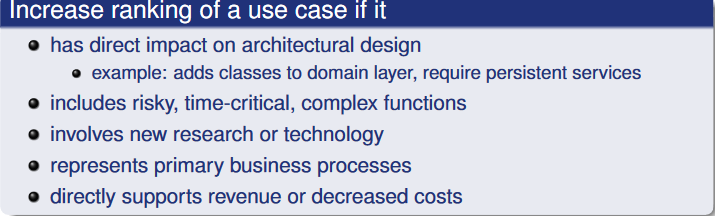 Increase ranking of a use case if it
has direct impact on architectural design
example: adds classes to domain layer, require persistent services
includes risky, time-critical, complex functions
involves new research or technology
represents primary business processes
directly supports revenue or decreased costs